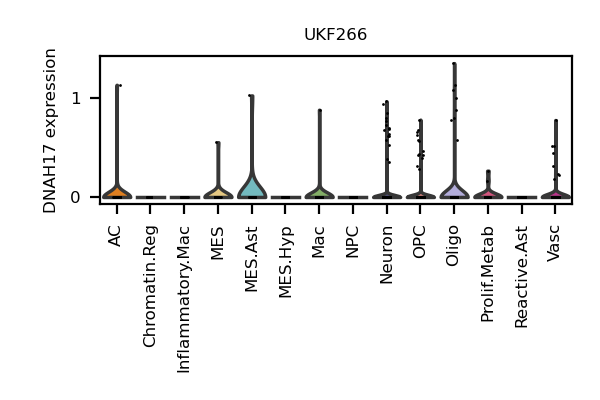 UKF266
DNAH17 expression
1
0
AC
Chromatin.Reg
Inflammatory.Mac
MES
MES.Ast
MES.Hyp
Mac
NPC
Neuron
OPC
Oligo
Prolif.Metab
Reactive.Ast
Vasc